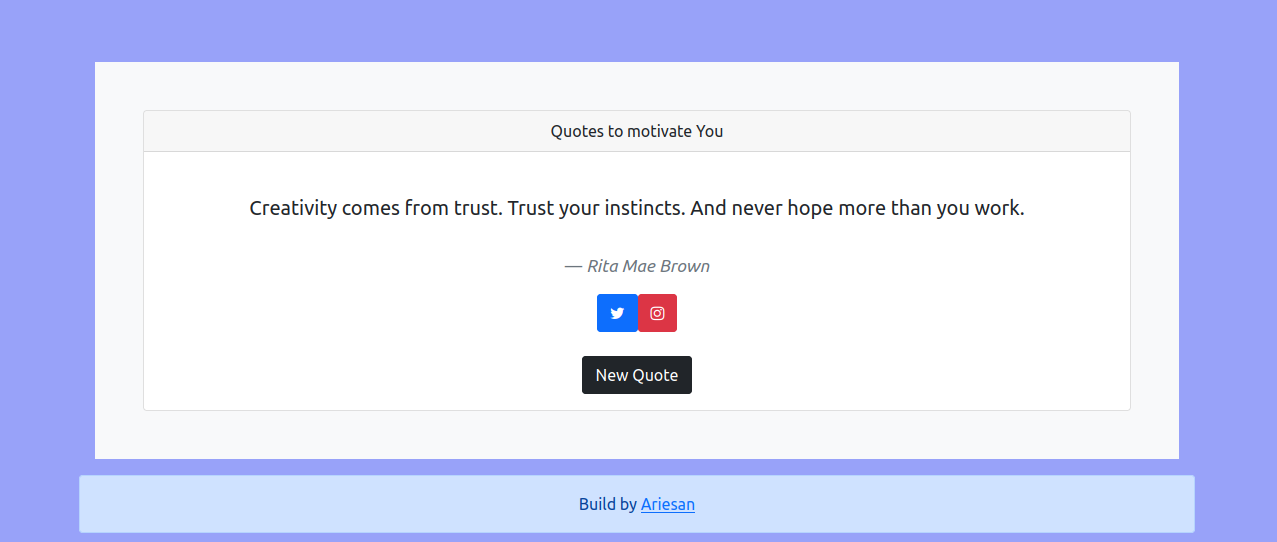 Quotes to motivate You
Creativity comes from trust. Trust your instincts. And never hope more than you work.
— Rita Mae Brown
New Quote
Build by Ariesan